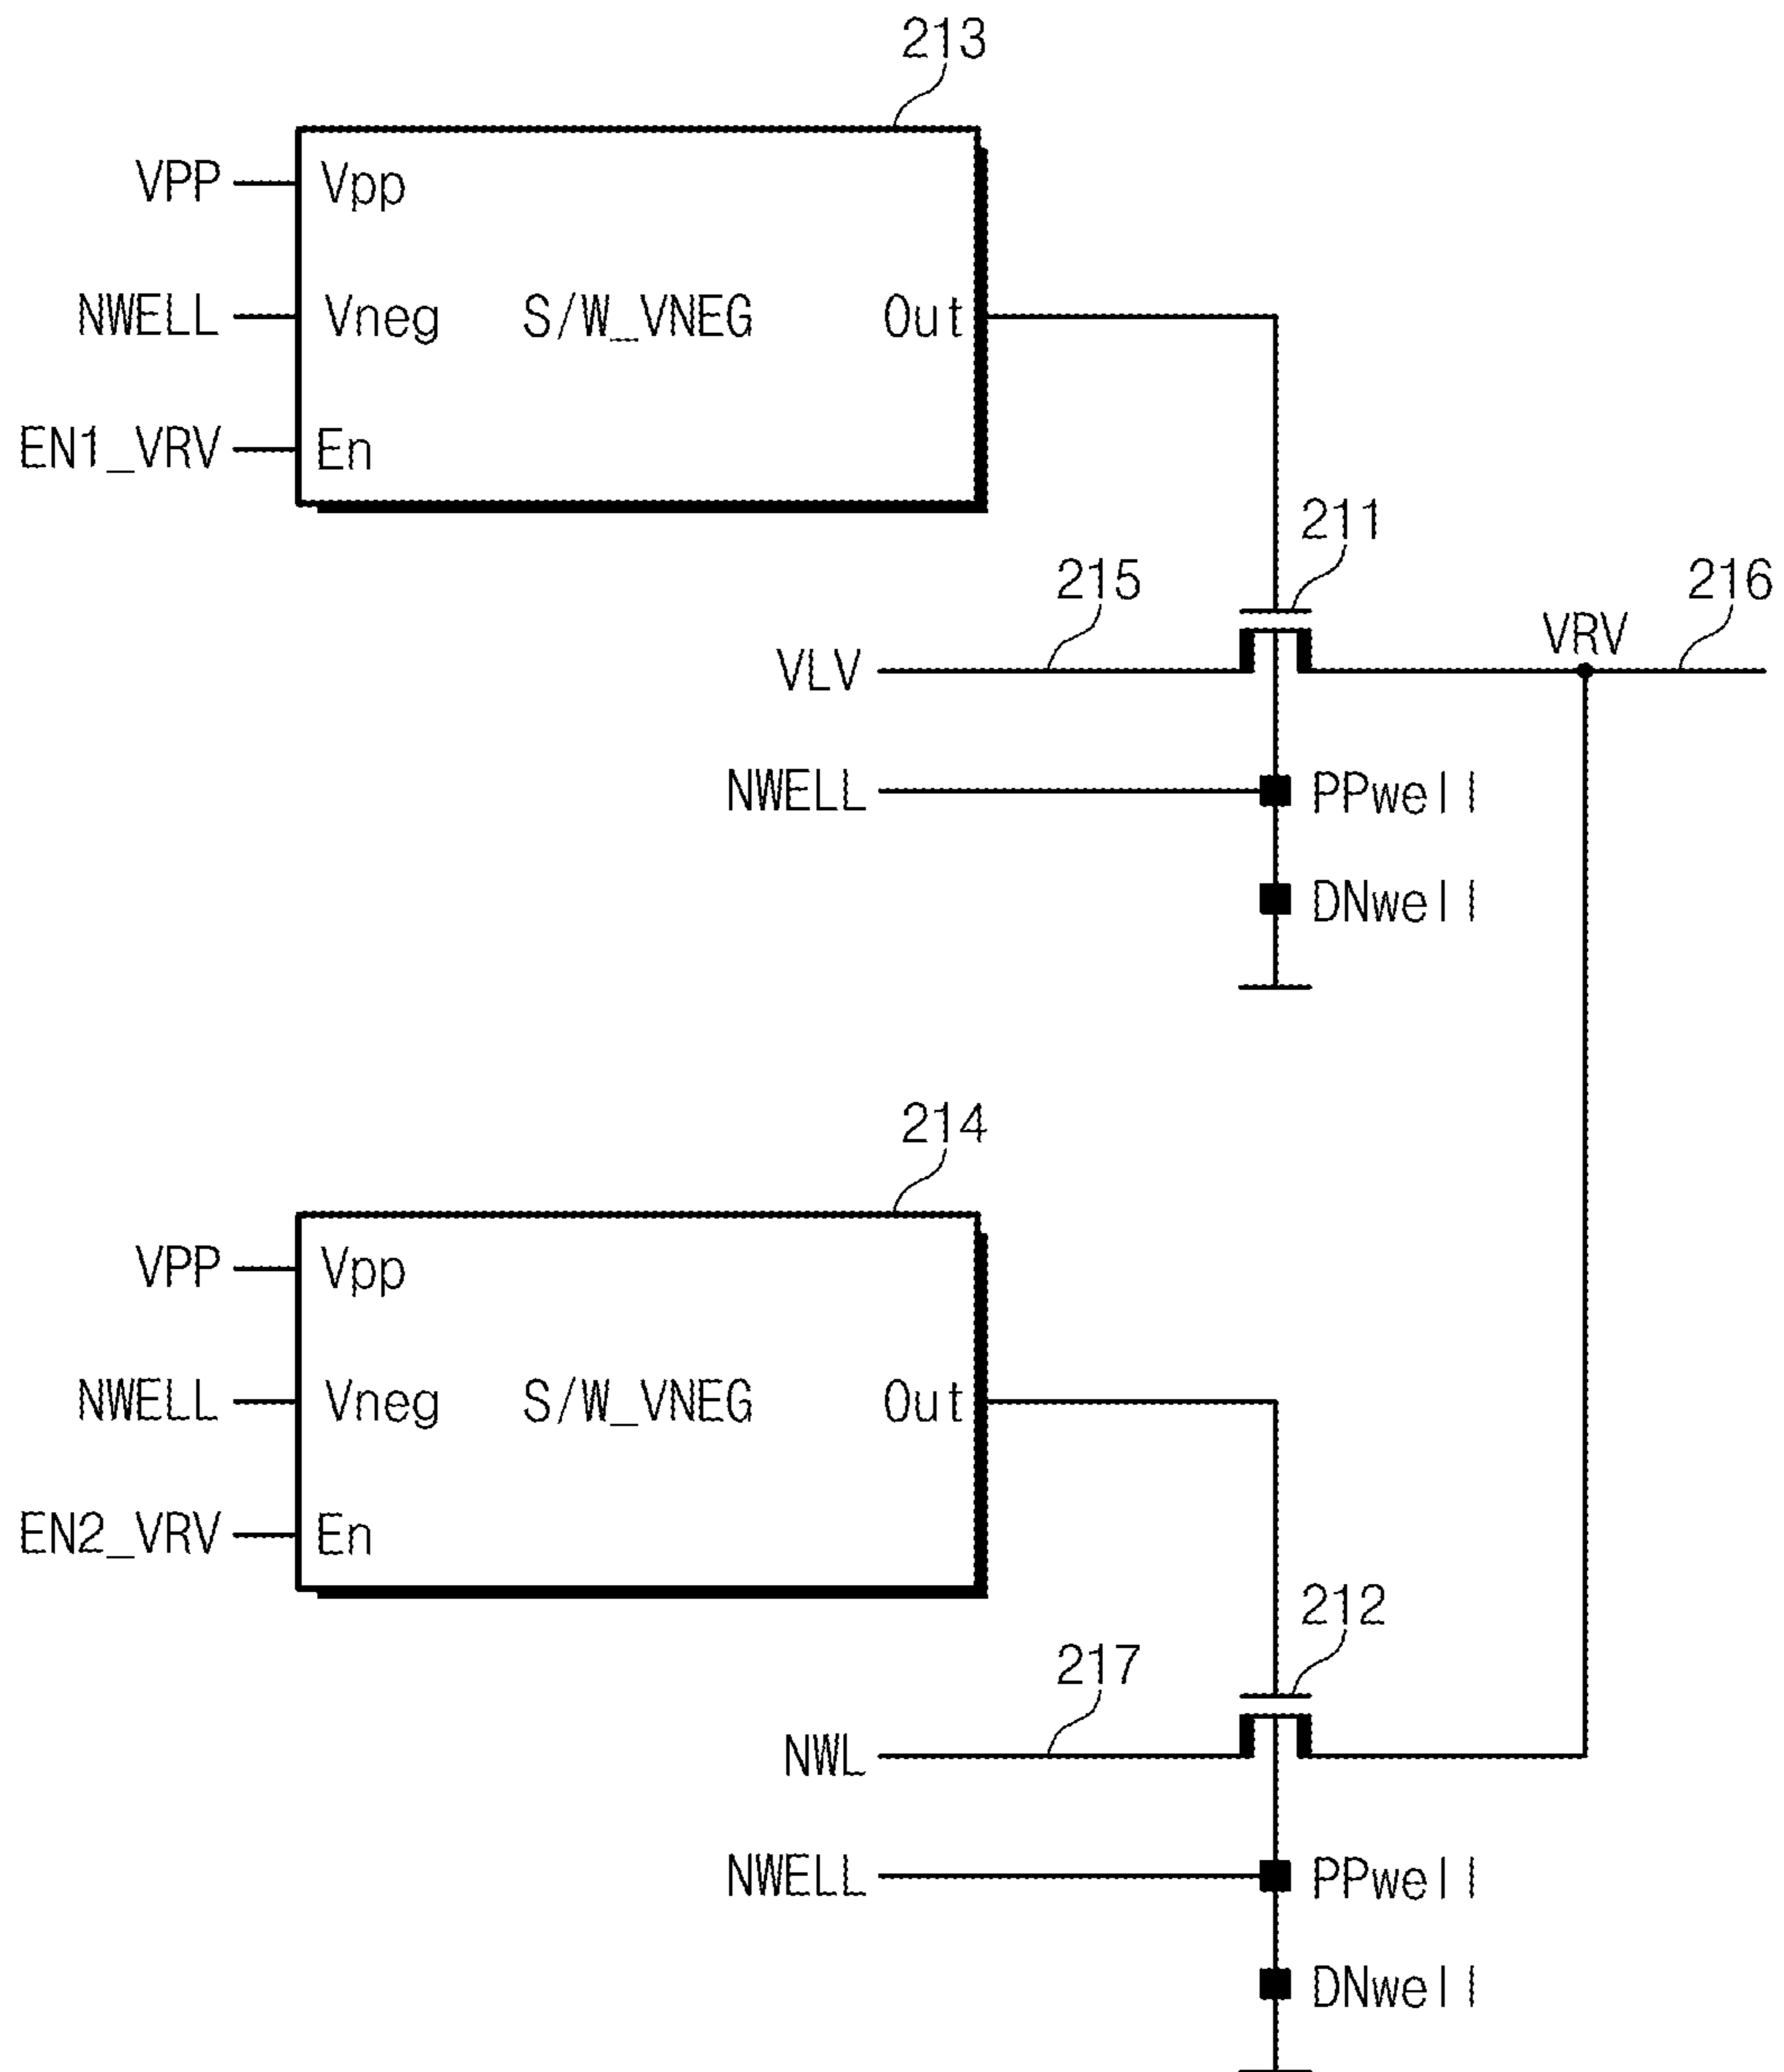 213
VPP Vpp
NWELL Vneg S/W_VNEG Out
EN1_VRV En
211
215 216
VRV
VLV
NWELL PPwell
DNwell
214
VPP Vpp
NWELL Vneg S/W_VNEG Out
EN2_VRV En
212
217
NWL
NWELL PPwell
DNwell